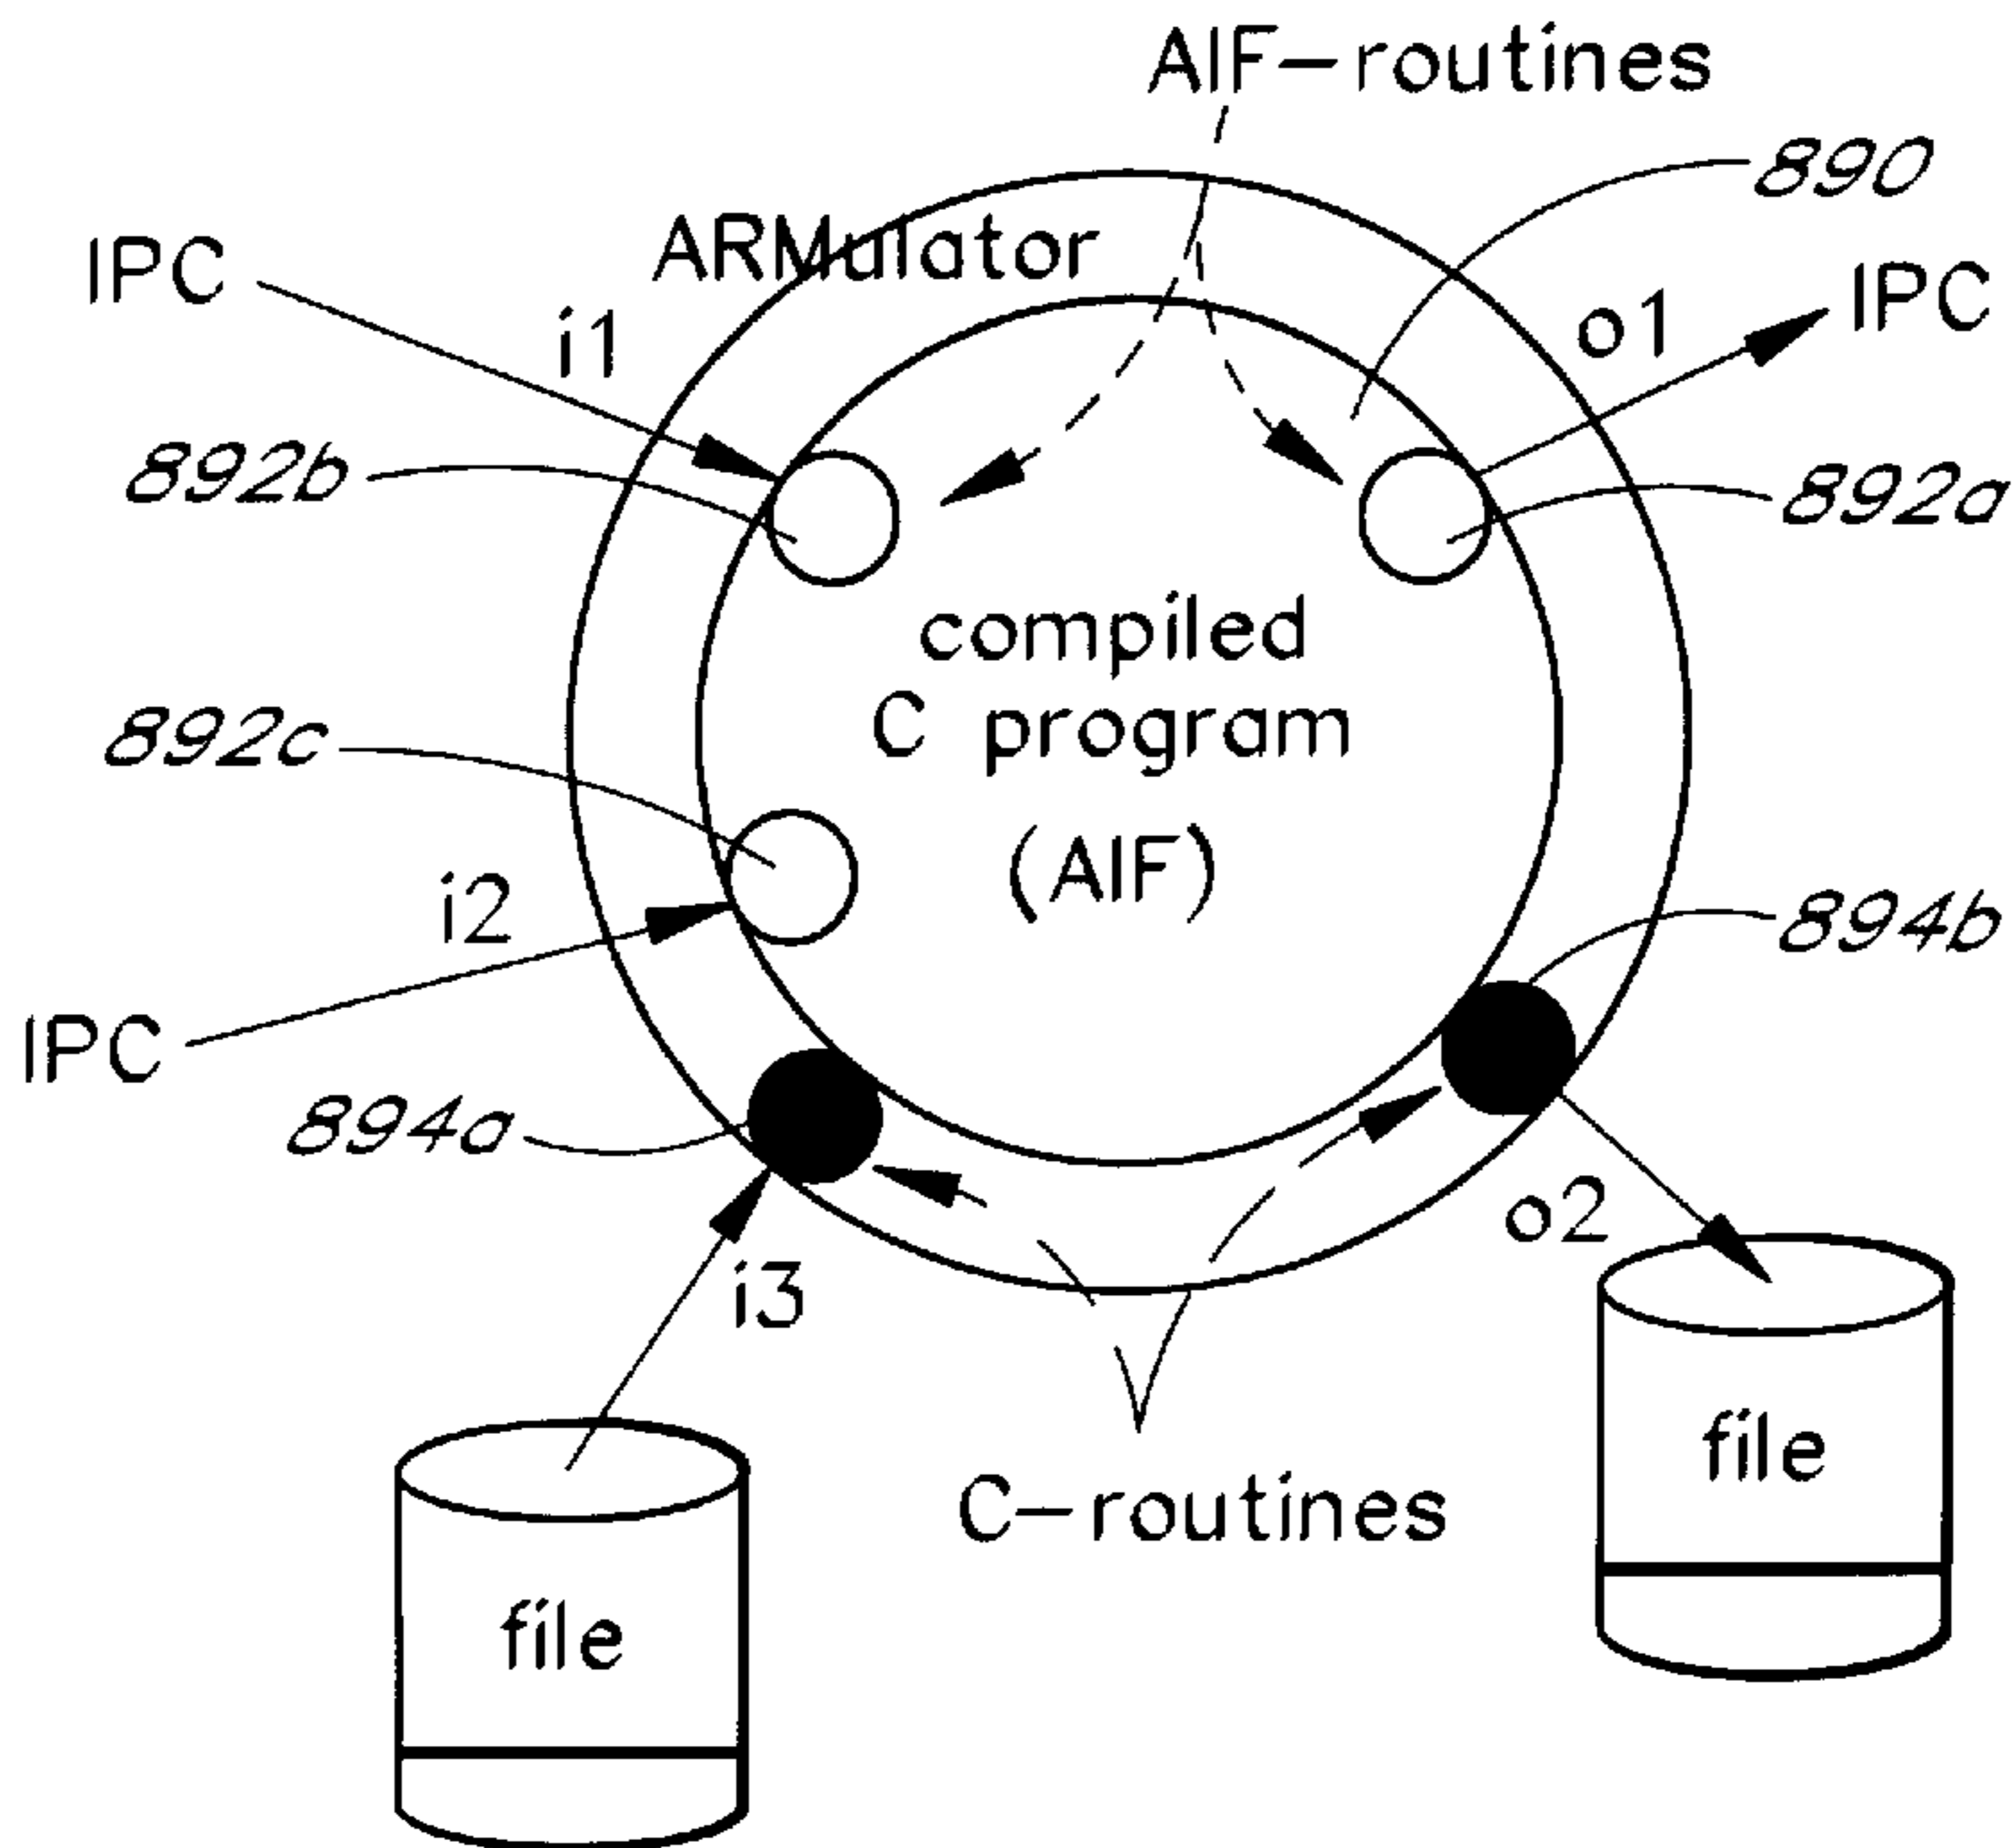 AIF-routines
890
ARMulator
IPC
i1
o1
IPC
892b
892a
compiled
C program
892c
(AIF)
i2
894b
IPC
894a
o2
i3
file
C-routines
file